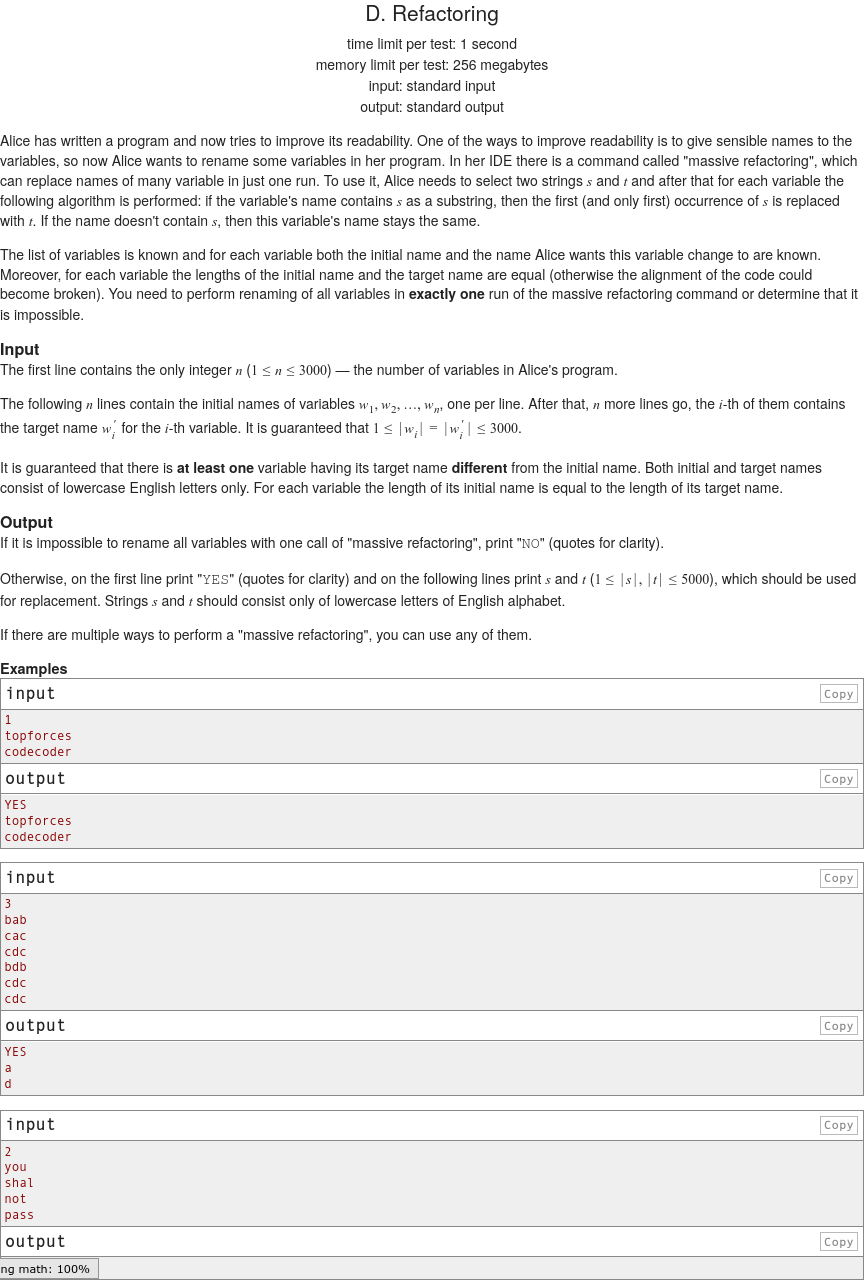 D. Refactoring
time limit per test: 1 second
memory limit per test: 256 megabytes
input: standard input
output: standard output
Alice has written a program and now tries to improve its readability. One of the ways to improve readability is to give sensible names to the
variables, so now Alice wants to rename some variables in her program. In her IDE there is a command called "massive refactoring", which
can replace names of many variable in just one run. To use it, Alice needs to select two strings s and t and after that for each variable the
following algorithm is performed: if the variable's name contains s as a substring, then the first (and only first) occurrence of s is replaced
with t. If the name doesn't contain s, then this variable's name stays the same.
The list of variables is known and for each variable both the initial name and the name Alice wants this variable change to are known.
Moreover, for each variable the lengths of the initial name and the target name are equal (otherwise the alignment of the code could
become broken). You need to perform renaming of all variables in exactly one run of the massive refactoring command or determine that it
is impossible.
Input
The first line contains the only integer n (1 ≤ n ≤ 3000) — the number of variables in Alice's program.
The following n lines contain the initial names of variables w₁, w₂, …, wₙ, one per line. After that, n more lines go, the i-th of them contains
the target name w′ᵢ for the i-th variable. It is guaranteed that 1 ≤ |wᵢ| = |w′ᵢ| ≤ 3000.
It is guaranteed that there is at least one variable having its target name different from the initial name. Both initial and target names
consist of lowercase English letters only. For each variable the length of its initial name is equal to the length of its target name.
Output
If it is impossible to rename all variables with one call of "massive refactoring", print "NO" (quotes for clarity).
Otherwise, on the first line print "YES" (quotes for clarity) and on the following lines print s and t (1 ≤ |s|, |t| ≤ 5000), which should be used
for replacement. Strings s and t should consist only of lowercase letters of English alphabet.
If there are multiple ways to perform a "massive refactoring", you can use any of them.
Examples
input Copy
1
topforces
codecoder
output Copy
YES
topforces
codecoder
input Copy
3
bab
cac
cdc
bdb
cdc
cdc
output Copy
YES
a
d
input Copy
2
you
shal
not
pass
output Copy
ng math: 100%